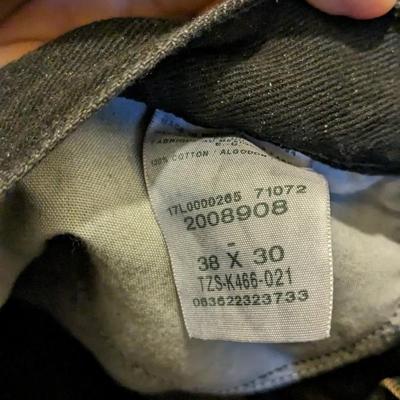 100% COTTON / ALGODON
17L0000265 71072
2008908
-
38 X 30
TZS-K466-021
083622323733